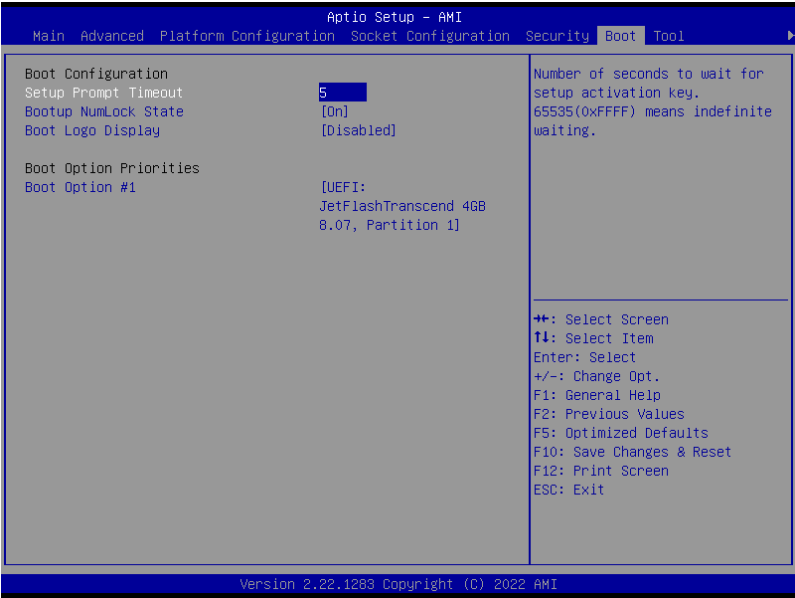 Aptio Setup – AMI
Main Advanced Platform Configuration Socket Configuration Security Boot Tool
Boot Configuration
Setup Prompt Timeout 5
Bootup NumLock State [On]
Boot Logo Display [Disabled]
Boot Option Priorities
Boot Option #1 [UEFI:
JetFlashTranscend 4GB
8.07, Partition 1]
Number of seconds to wait for
setup activation key.
65535(0xFFFF) means indefinite
waiting.
→←: Select Screen
↑↓: Select Item
Enter: Select
+/-: Change Opt.
F1: General Help
F2: Previous Values
F5: Optimized Defaults
F10: Save Changes & Reset
F12: Print Screen
ESC: Exit
Version 2.22.1283 Copyright (C) 2022 AMI